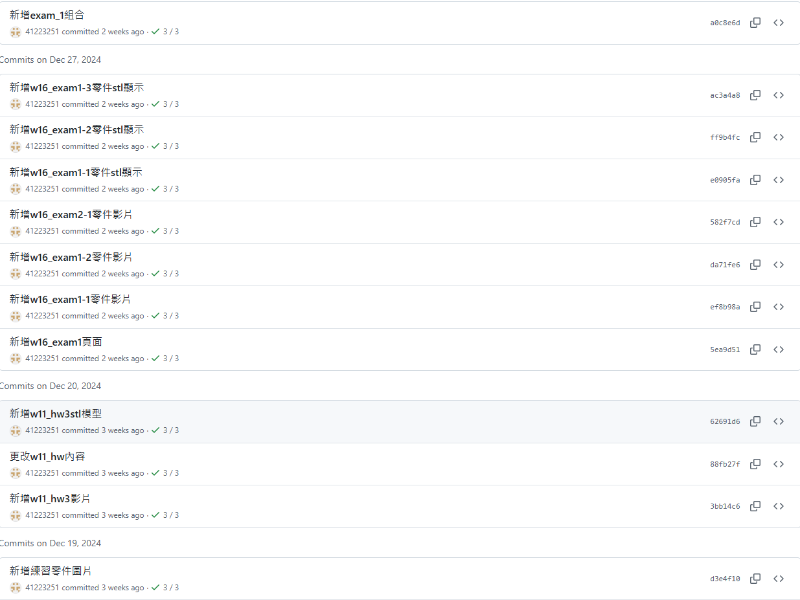 新增exam_1組合
41223251 committed 2 weeks ago · 3 / 3
a0c8e6d
Commits on Dec 27, 2024
新增w16_exam1-3零件stl顯示
41223251 committed 2 weeks ago · 3 / 3
ac3a4a8
新增w16_exam1-2零件stl顯示
41223251 committed 2 weeks ago · 3 / 3
ff9b4fc
新增w16_exam1-1零件stl顯示
41223251 committed 2 weeks ago · 3 / 3
e0905fa
新增w16_exam2-1零件影片
41223251 committed 2 weeks ago · 3 / 3
582f7cd
新增w16_exam1-2零件影片
41223251 committed 2 weeks ago · 3 / 3
da71fe6
新增w16_exam1-1零件影片
41223251 committed 2 weeks ago · 3 / 3
ef8b98a
新增w16_exam1頁面
41223251 committed 2 weeks ago · 3 / 3
5ea9d51
Commits on Dec 20, 2024
新增w11_hw3stl模型
41223251 committed 3 weeks ago · 3 / 3
62691d6
更改w11_hw內容
41223251 committed 3 weeks ago · 3 / 3
88fb27f
新增w11_hw3影片
41223251 committed 3 weeks ago · 3 / 3
3bb14c6
Commits on Dec 19, 2024
新增練習零件圖片
41223251 committed 3 weeks ago · 3 / 3
d3e4f10